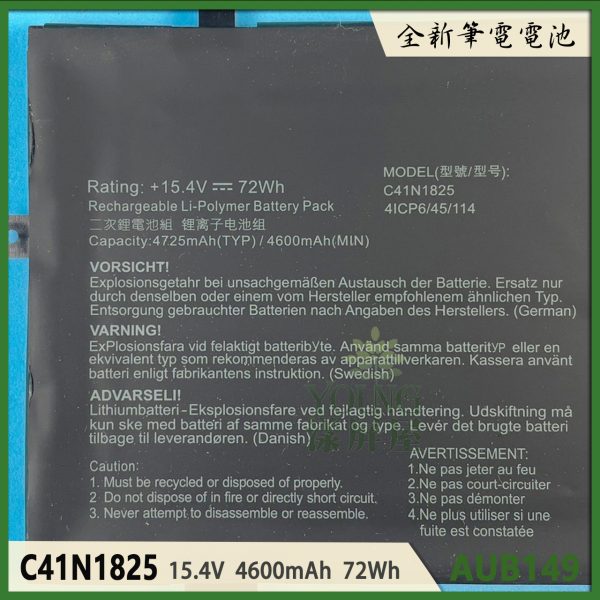 全新筆電電池
MODEL(型號/型号):
C41N1825
4ICP6/45/114
Rating: +15.4V ⎓ 72Wh
Rechargeable Li-Polymer Battery Pack
二次鋰電池組 锂离子电池组
Capacity:4725mAh(TYP) / 4600mAh(MIN)
VORSICHT!
Explosionsgetahr bei unsachgemäßen Austausch der Batterie. Ersatz nur
durch denselben oder einem vom Hersteller empfohlenem ähnlichen Typ.
Entsorgung gebrauchter Batterien nach Angaben des Herstellers. (German)
VARNING!
ExPlosionsfara vid felaktigt batteribyte. Använd samma batterityp eller en
ekvivalent typ som rekommenderas av apparattillverkaren. Kassera använt
batteri enligt fabrikantens instruktion. (Swedish)
ADVARSELI!
Lithiumbatteri-Eksplosionsfare ved fejlagtig håndtering. Udskiftning må
kun ske med batteri af samme fabrikat og type. Levér det brugte batteri
tilbage til leverandøren. (Danish)
YOUNG
漾屏屋
Caution:
1. Must be recycled or disposed of properly.
2 Do not dispose of in fire or directly short circuit.
3. Never attempt to disassemble or reassemble.
AVERTISSEMENT:
1.Ne pas jeter au feu
2.Ne pas court-circuiter
3.Ne pas démonter
4.Ne plus utiliser si une
fuite est constatée
C41N1825 15.4V 4600mAh 72Wh
AUB149